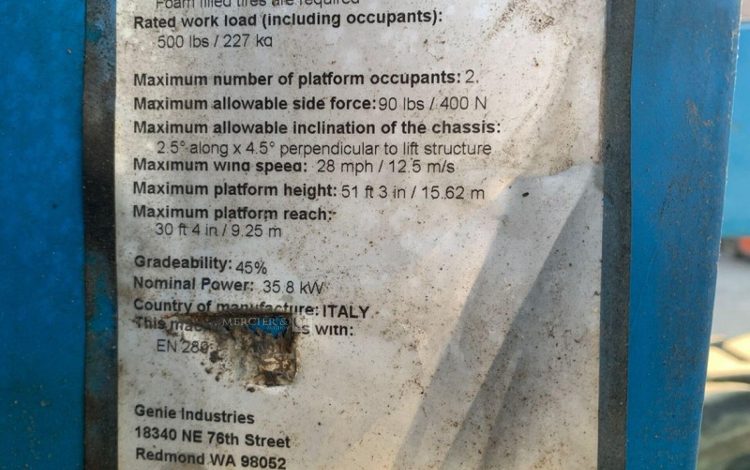 Foam filled tires are required
Rated work load (including occupants):
500 lbs / 227 kg
Maximum number of platform occupants: 2.
Maximum allowable side force: 90 lbs / 400 N
Maximum allowable inclination of the chassis:
2.5° along x 4.5° perpendicular to lift structure
Maximum wind speed: 28 mph / 12.5 m/s
Maximum platform height: 51 ft 3 in / 15.62 m
Maximum platform reach:
30 ft 4 in / 9.25 m
Gradeability: 45%
Nominal Power: 35.8 kW
Country of manufacture: ITALY
This with:
MERCIER &
EN 280
Genie Industries
18340 NE 76th Street
Redmond WA 98052